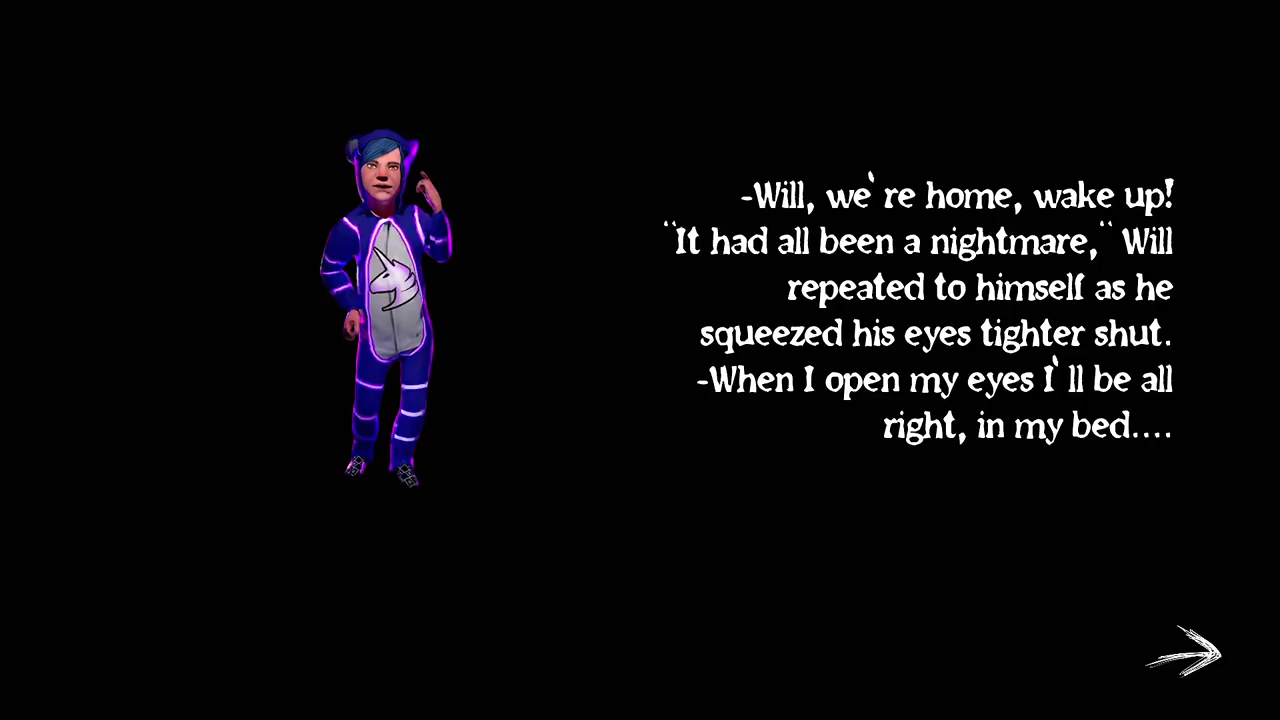 -Will, we`re home, wake up!
¨It had all been a nightmare,¨ Will
repeated to himself as he
squeezed his eyes tighter shut.
-When I open my eyes I`ll be all
right, in my bed....